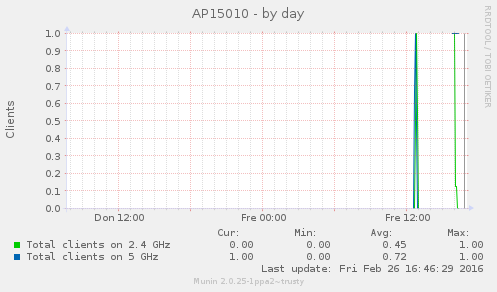 AP15010 - by day
RRDTOOL / TOBI OETIKER
Clients
1.0
0.9
0.8
0.7
0.6
0.5
0.4
0.3
0.2
0.1
0.0
Don 12:00 Fre 00:00 Fre 12:00
Cur: Min: Avg: Max:
Total clients on 2.4 GHz 0.00 0.00 0.45 1.00
Total clients on 5 GHz 1.00 0.00 0.72 1.00
Last update: Fri Feb 26 16:46:29 2016
Munin 2.0.25-1ppa2~trusty